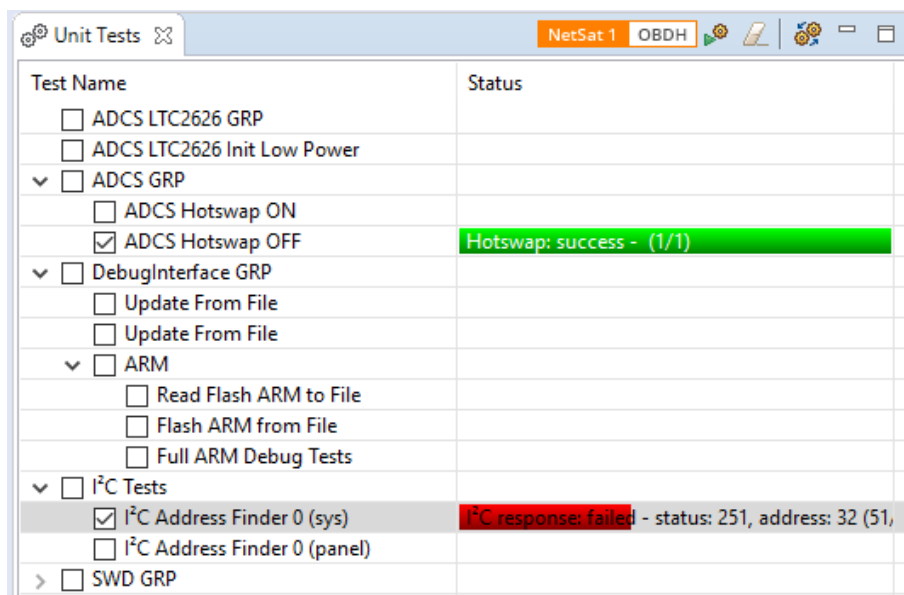 Unit Tests NetSat 1 OBDH
Test Name Status
ADCS LTC2626 GRP
ADCS LTC2626 Init Low Power
ADCS GRP
ADCS Hotswap ON
ADCS Hotswap OFF Hotswap: success - (1/1)
DebugInterface GRP
Update From File
Update From File
ARM
Read Flash ARM to File
Flash ARM from File
Full ARM Debug Tests
I²C Tests
I²C Address Finder 0 (sys) I²C response: failed - status: 251, address: 32 (51/
I²C Address Finder 0 (panel)
SWD GRP